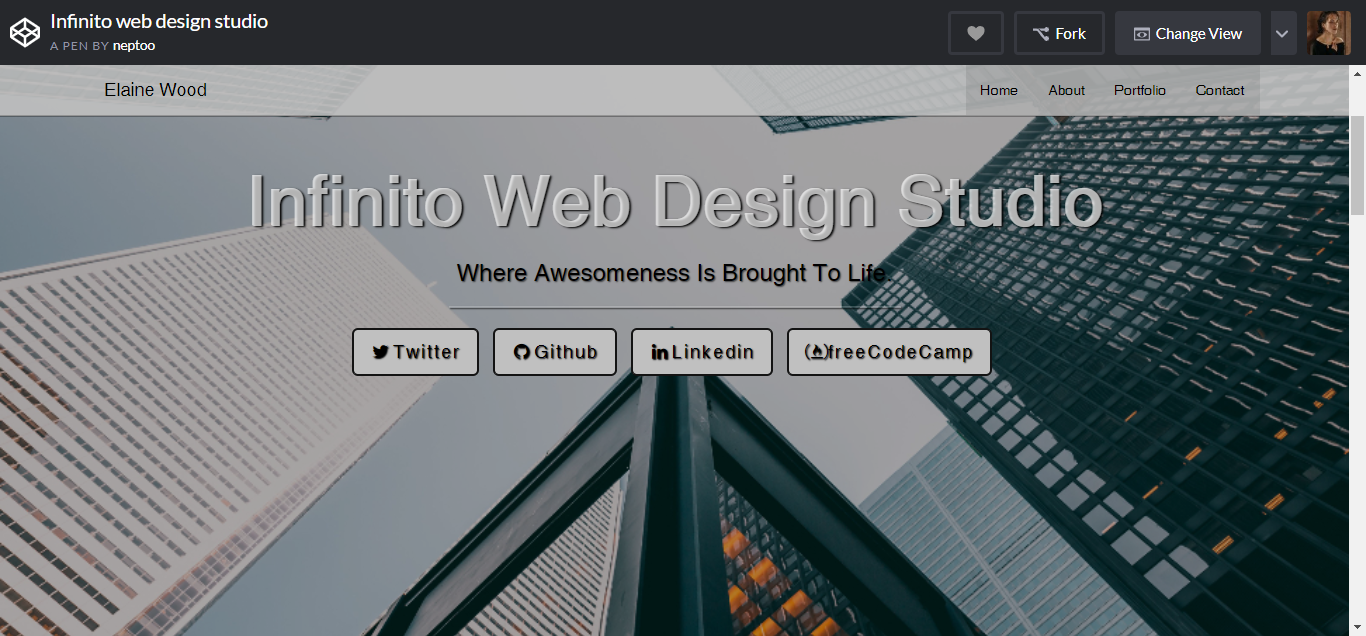 Infinito web design studio
A PEN BY neptoo
Fork
Change View
Elaine Wood
Home About Portfolio Contact
Infinito Web Design Studio
Where Awesomeness Is Brought To Life.
Twitter Github Linkedin freeCodeCamp